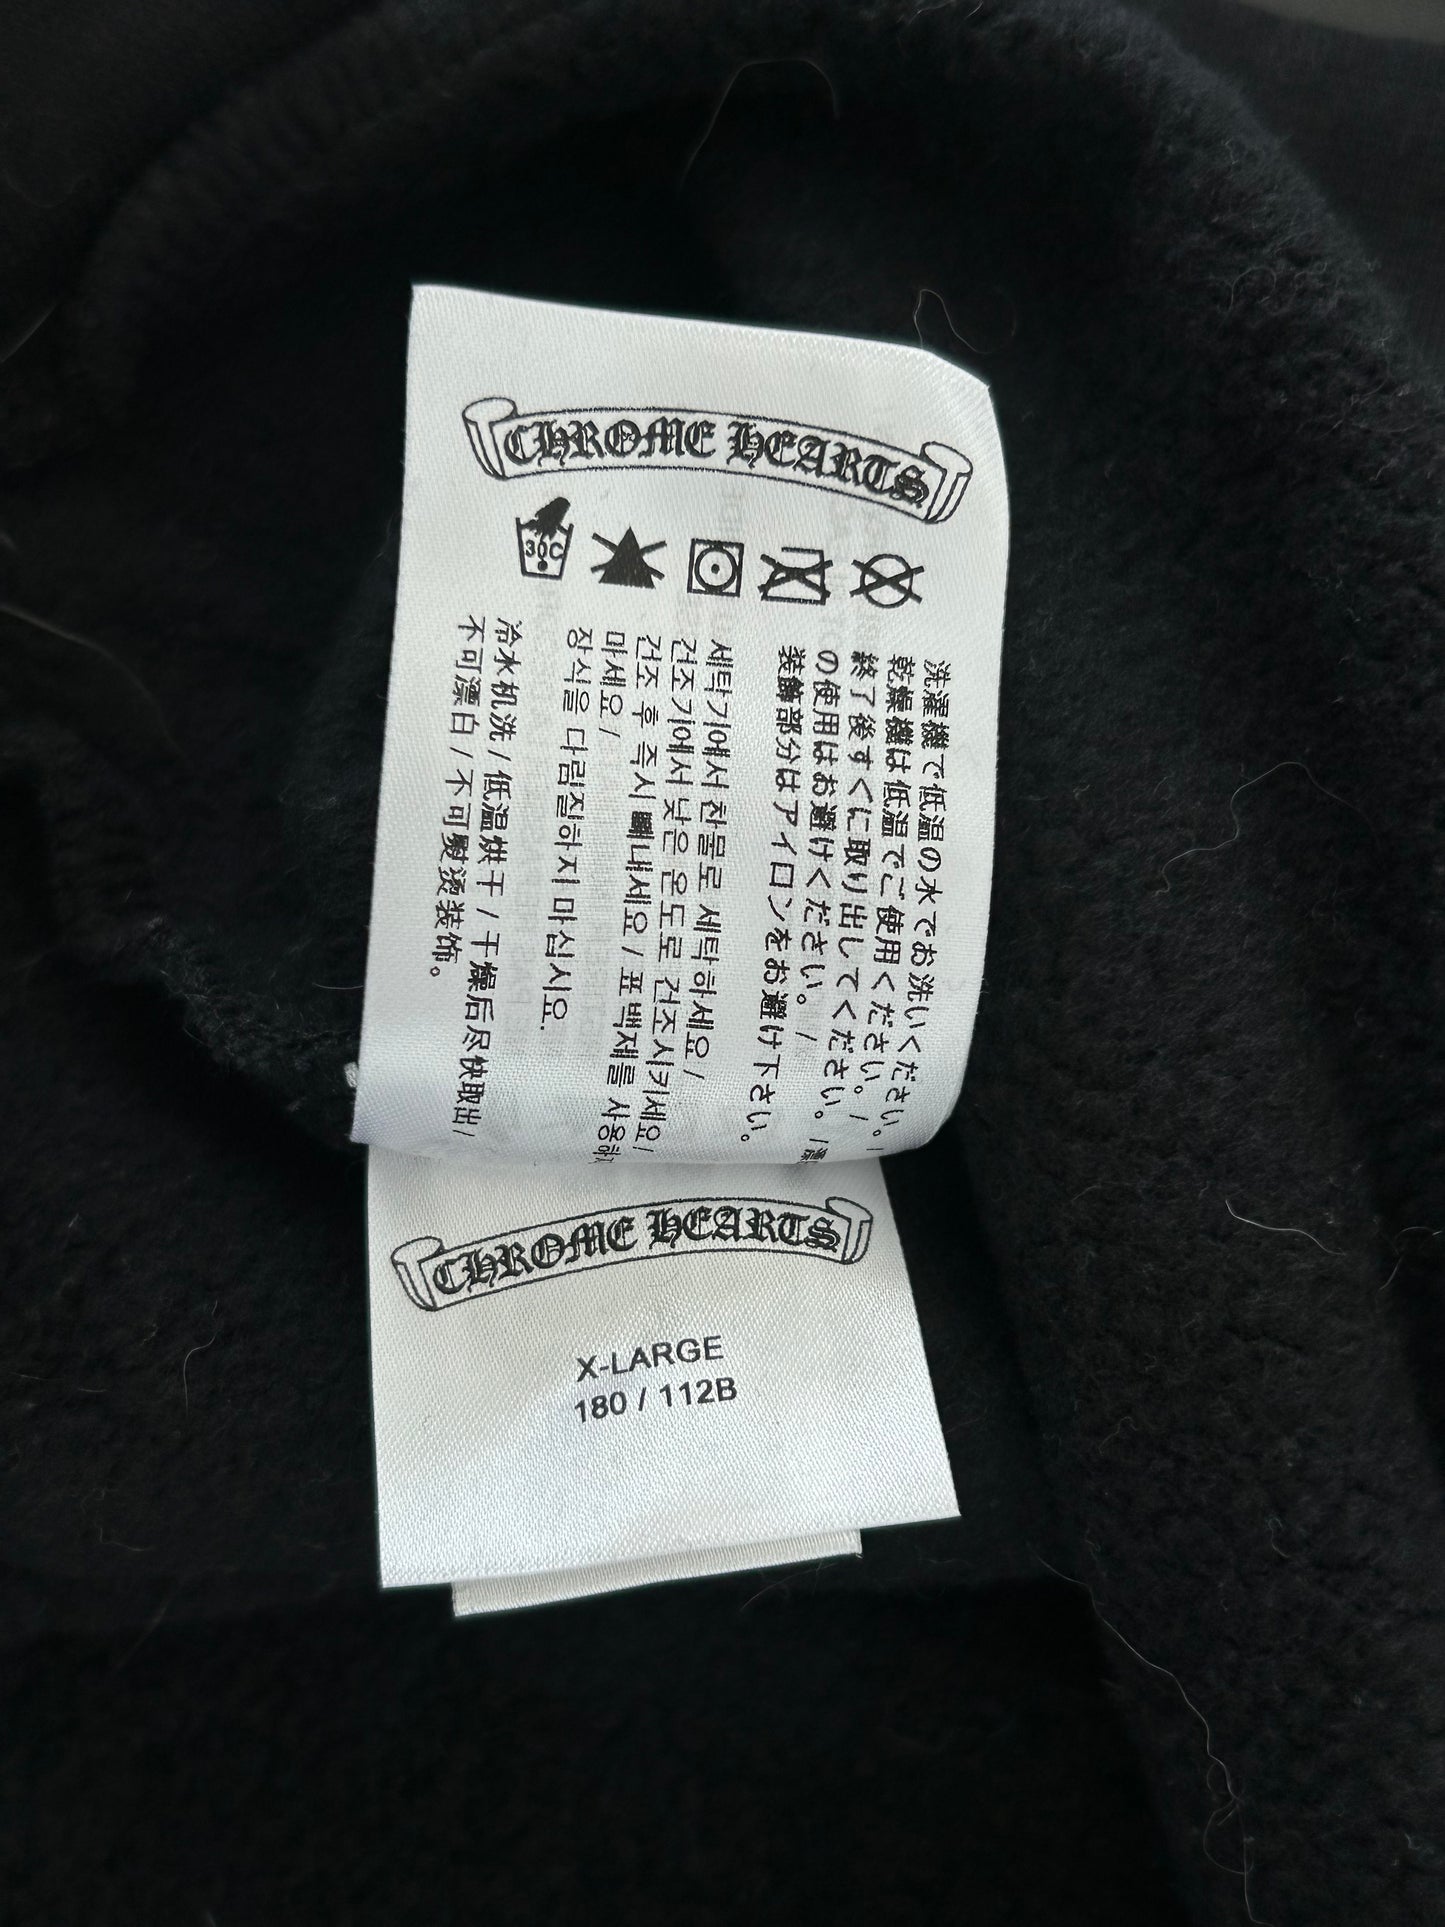 CHROME HEARTS
30C
洗濯機で低温の水でお洗いください。/
乾燥機は低温でご使用ください。/
終了後すぐに取り出してください。/漂
の使用はお避けください。/
装飾部分はアイロンをお避け下さい。
세탁기에서 찬물로 세탁하세요 /
건조기에서 낮은 온도로 건조시키세요 /
건조 후 즉시 빼내세요 / 표백제를 사용하지
마세요 /
장식을 다림질하지 마십시요.
冷水机洗 / 低温烘干 / 干燥后尽快取出 /
不可漂白 / 不可熨烫装饰。
CHROME HEARTS
X-LARGE
180 / 112B